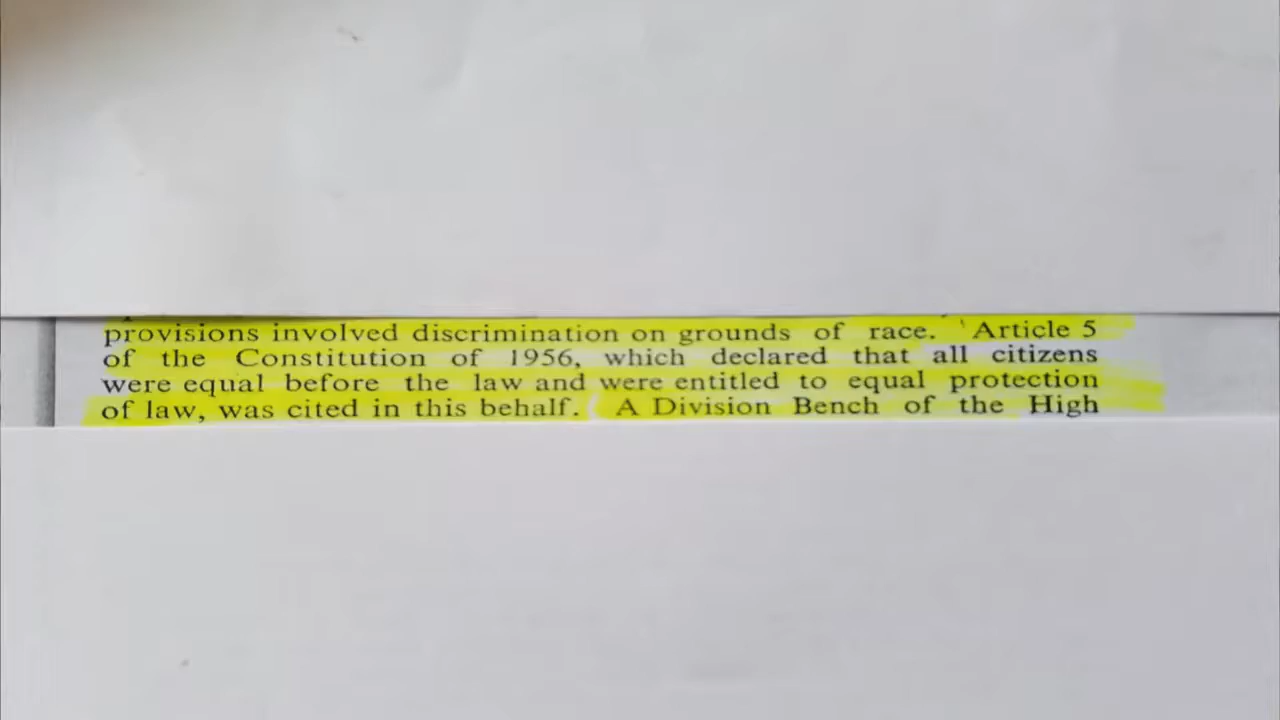 provisions involved discrimination on grounds of race. Article 5
of the Constitution of 1956, which declared that all citizens
were equal before the law and were entitled to equal protection
of law, was cited in this behalf. A Division Bench of the High